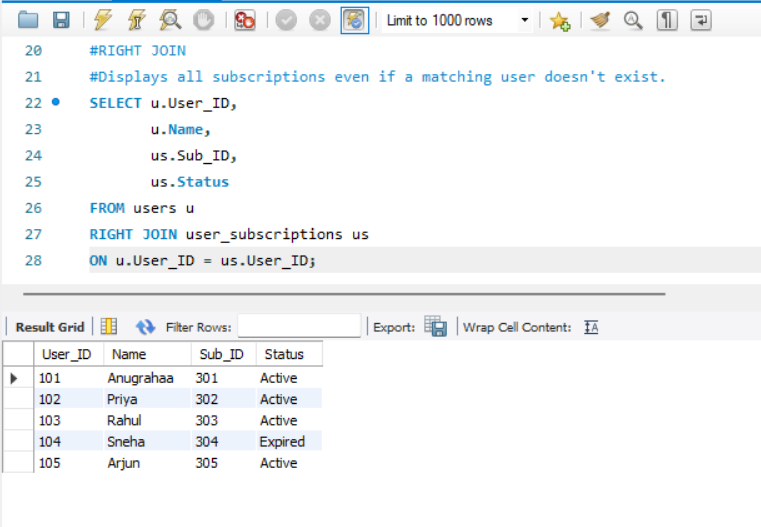 Limit to 1000 rows
20 #RIGHT JOIN
21 #Displays all subscriptions even if a matching user doesn't exist.
22 SELECT u.User_ID,
23 u.Name,
24 us.Sub_ID,
25 us.Status
26 FROM users u
27 RIGHT JOIN user_subscriptions us
28 ON u.User_ID = us.User_ID;
Result Grid Filter Rows: Export: Wrap Cell Content: IA
User_ID Name Sub_ID Status
101 Anugrahaa 301 Active
102 Priya 302 Active
103 Rahul 303 Active
104 Sneha 304 Expired
105 Arjun 305 Active